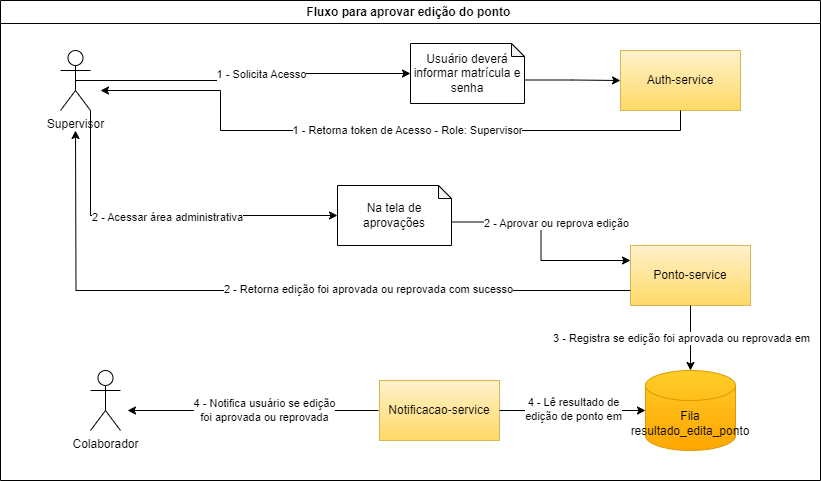 Fluxo para aprovar edição do ponto
Usuário deverá
informar matrícula e
senha
1 - Solicita Acesso
Auth-service
Supervisor
1 - Retorna token de Acesso - Role: Supervisor
Na tela de
aprovações
2 - Acessar área administrativa
2 - Aprovar ou reprova edição
Ponto-service
2 - Retorna edição foi aprovada ou reprovada com sucesso
3 - Registra se edição foi aprovada ou reprovada em
4 - Notifica usuário se edição
foi aprovada ou reprovada
Notificacao-service
4 - Lê resultado de
edição de ponto em
Fila
resultado_edita_ponto
Colaborador